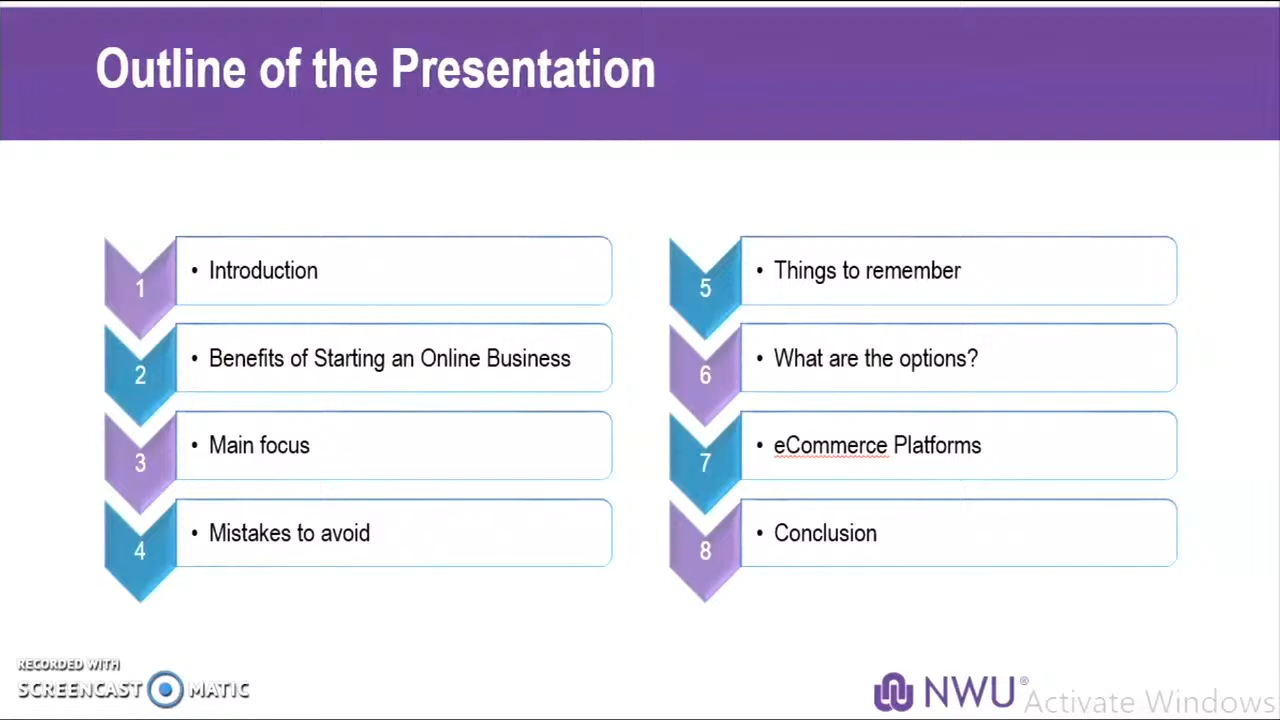 Outline of the Presentation
1
• Introduction
2
• Benefits of Starting an Online Business
3
• Main focus
4
• Mistakes to avoid
5
• Things to remember
6
• What are the options?
7
• eCommerce Platforms
8
• Conclusion
RECORDED WITH
SCREENCAST MATIC
NWU®
Activate Windows